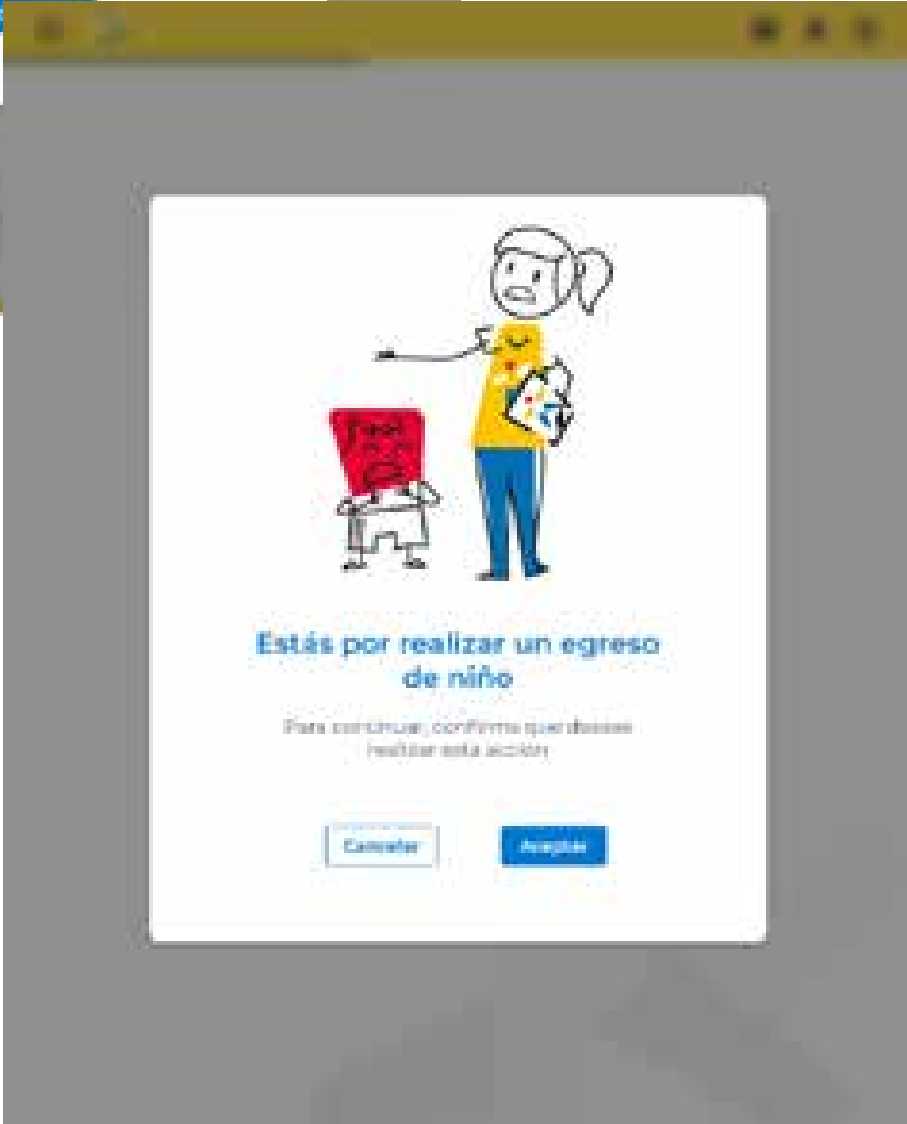 Estás por realizar un egreso
de niño
Para continuar, confirma que deseas
realizar esta acción
Cancelar
Aceptar